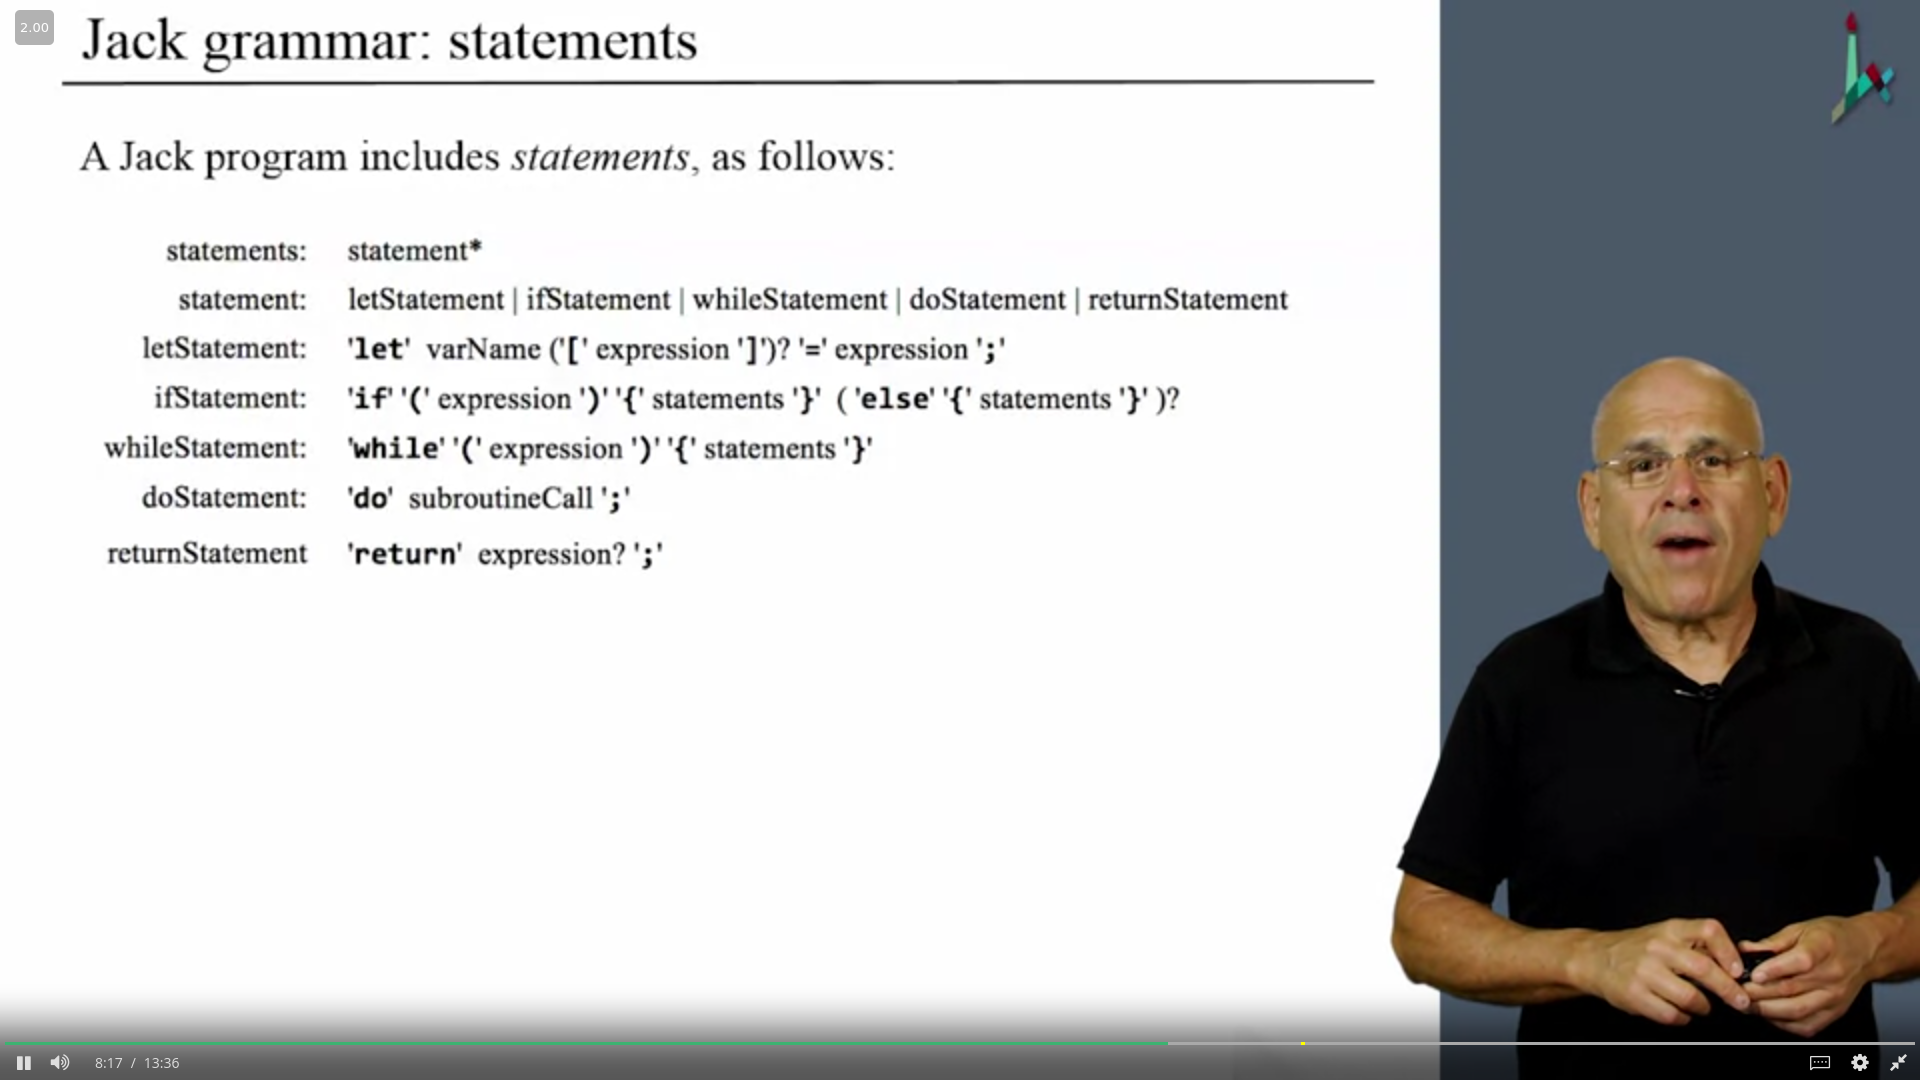 2.00
Jack grammar: statements
A Jack program includes statements, as follows:
statements: statement*
statement: letStatement | ifStatement | whileStatement | doStatement | returnStatement
letStatement: 'let' varName ('[' expression ']')? '=' expression ';'
ifStatement: 'if' '(' expression ')' '{' statements '}' ( 'else' '{' statements '}' )?
whileStatement: 'while' '(' expression ')' '{' statements '}'
doStatement: 'do' subroutineCall ';'
returnStatement 'return' expression? ';'
8:17 / 13:36